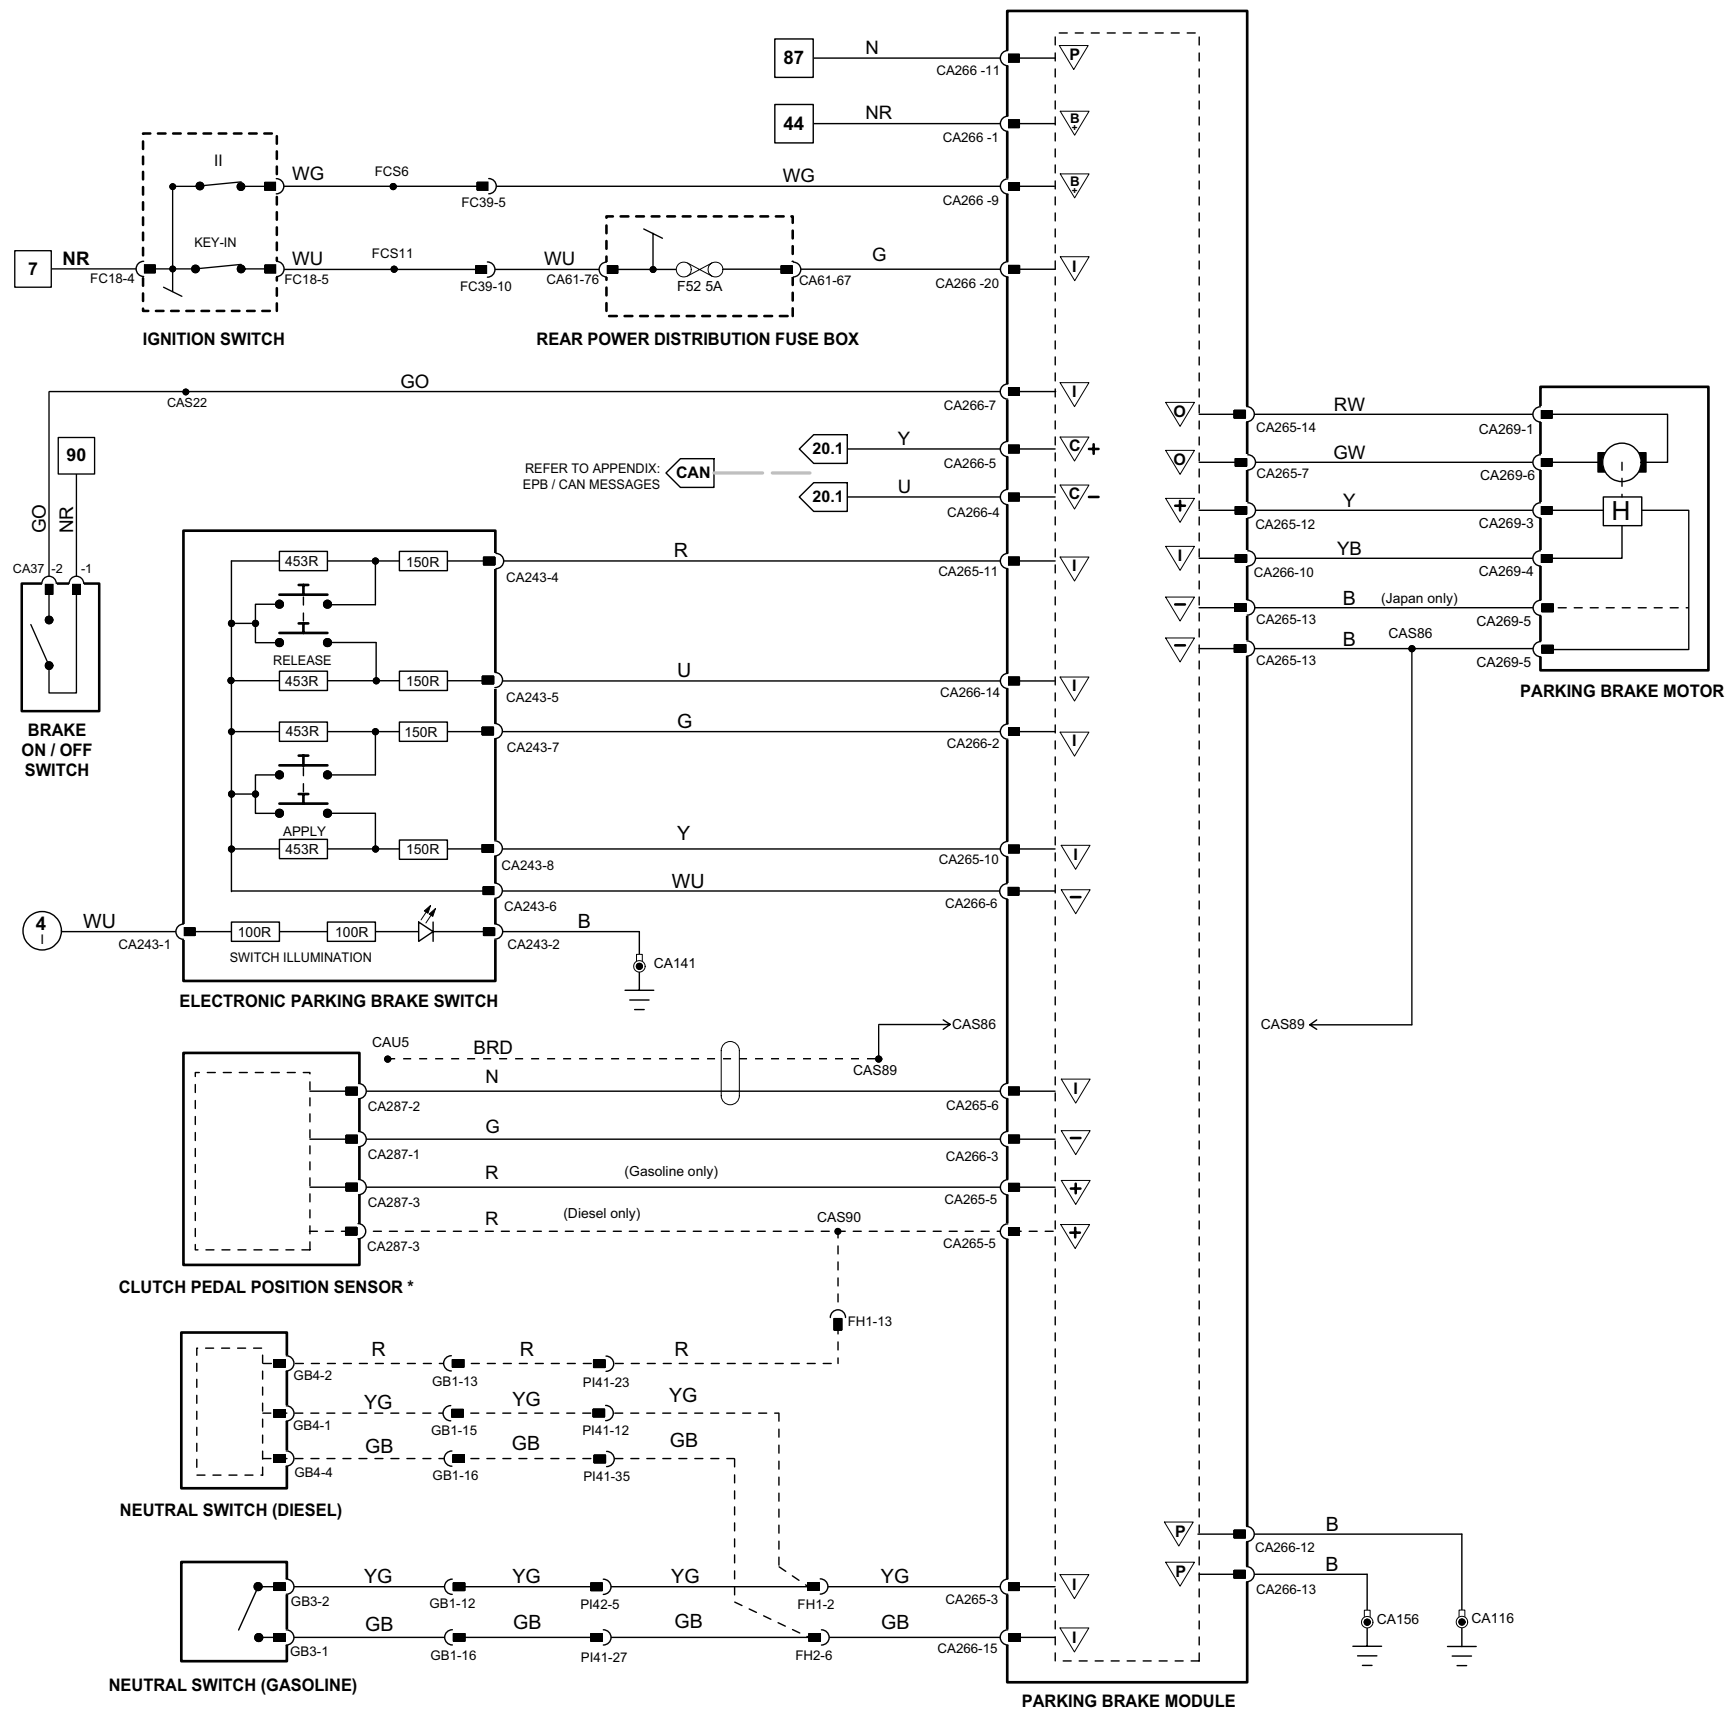 87
N
CA266 -11
P
44
NR
CA266 -1
B+
II
WG
FCS6
FC39-5
WG
CA266 -9
B+
7
NR
FC18-4
KEY-IN
WU
FC18-5
FCS11
FC39-10
WU
CA61-76
F52 5A
CA61-67
G
CA266 -20
I
IGNITION SWITCH
REAR POWER DISTRIBUTION FUSE BOX
GO
CAS22
CA266-7
I
90
GO
NR
CA37 -2
-1
BRAKE
ON / OFF
SWITCH
REFER TO APPENDIX:
EPB / CAN MESSAGES
CAN
20.1
Y
CA266-5
C +
20.1
U
CA266-4
C –
453R
150R
CA243-4
R
CA265-11
I
RELEASE
453R
150R
CA243-5
U
CA266-14
I
453R
150R
CA243-7
G
CA266-2
I
APPLY
453R
150R
CA243-8
Y
CA265-10
I
CA243-6
WU
CA266-6
–
4
I
WU
CA243-1
100R
100R
SWITCH ILLUMINATION
CA243-2
B
CA141
ELECTRONIC PARKING BRAKE SWITCH
O
CA265-14
RW
CA269-1
O
CA265-7
GW
CA269-6
+
CA265-12
Y
CA269-3
H
I
CA266-10
YB
CA269-4
–
CA265-13
B
(Japan only)
CA269-5
–
CA265-13
B
CAS86
CA269-5
PARKING BRAKE MOTOR
CAS89
CAS86
CAU5
BRD
CAS89
CA287-2
N
CA265-6
I
CA287-1
G
CA266-3
–
CA287-3
R
(Gasoline only)
CA265-5
+
CA287-3
R
(Diesel only)
CAS90
CA265-5
+
CLUTCH PEDAL POSITION SENSOR *
FH1-13
GB4-2
R
GB1-13
R
PI41-23
R
GB4-1
YG
GB1-15
YG
PI41-12
YG
GB4-4
GB
GB1-16
GB
PI41-35
GB
NEUTRAL SWITCH (DIESEL)
GB3-2
YG
GB1-12
YG
PI42-5
YG
FH1-2
YG
CA265-3
I
GB3-1
GB
GB1-16
GB
PI41-27
GB
FH2-6
GB
CA266-15
I
NEUTRAL SWITCH (GASOLINE)
P
CA266-12
B
P
CA266-13
B
CA156
CA116
PARKING BRAKE MODULE